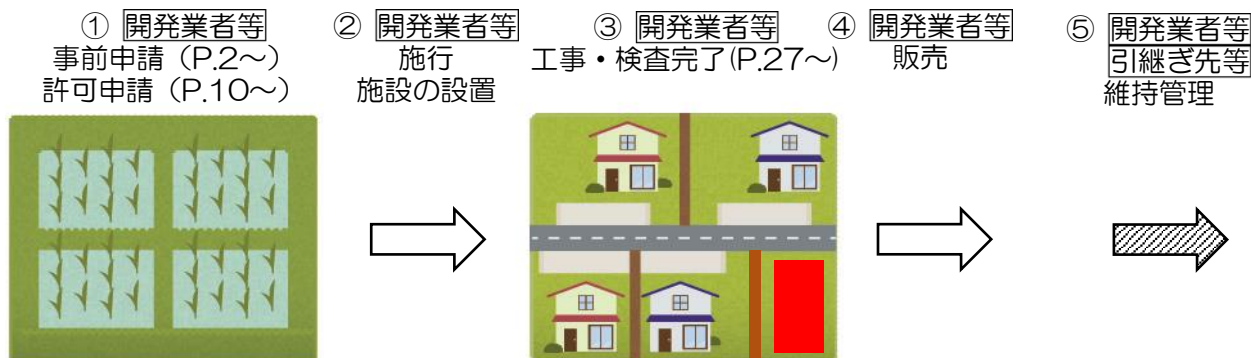 ① 開発業者等
事前申請（P.2～）
許可申請（P.10～）
② 開発業者等
施行
施設の設置
③ 開発業者等
工事・検査完了(P.27～)
④ 開発業者等
販売
⑤ 開発業者等
引継ぎ先等
維持管理